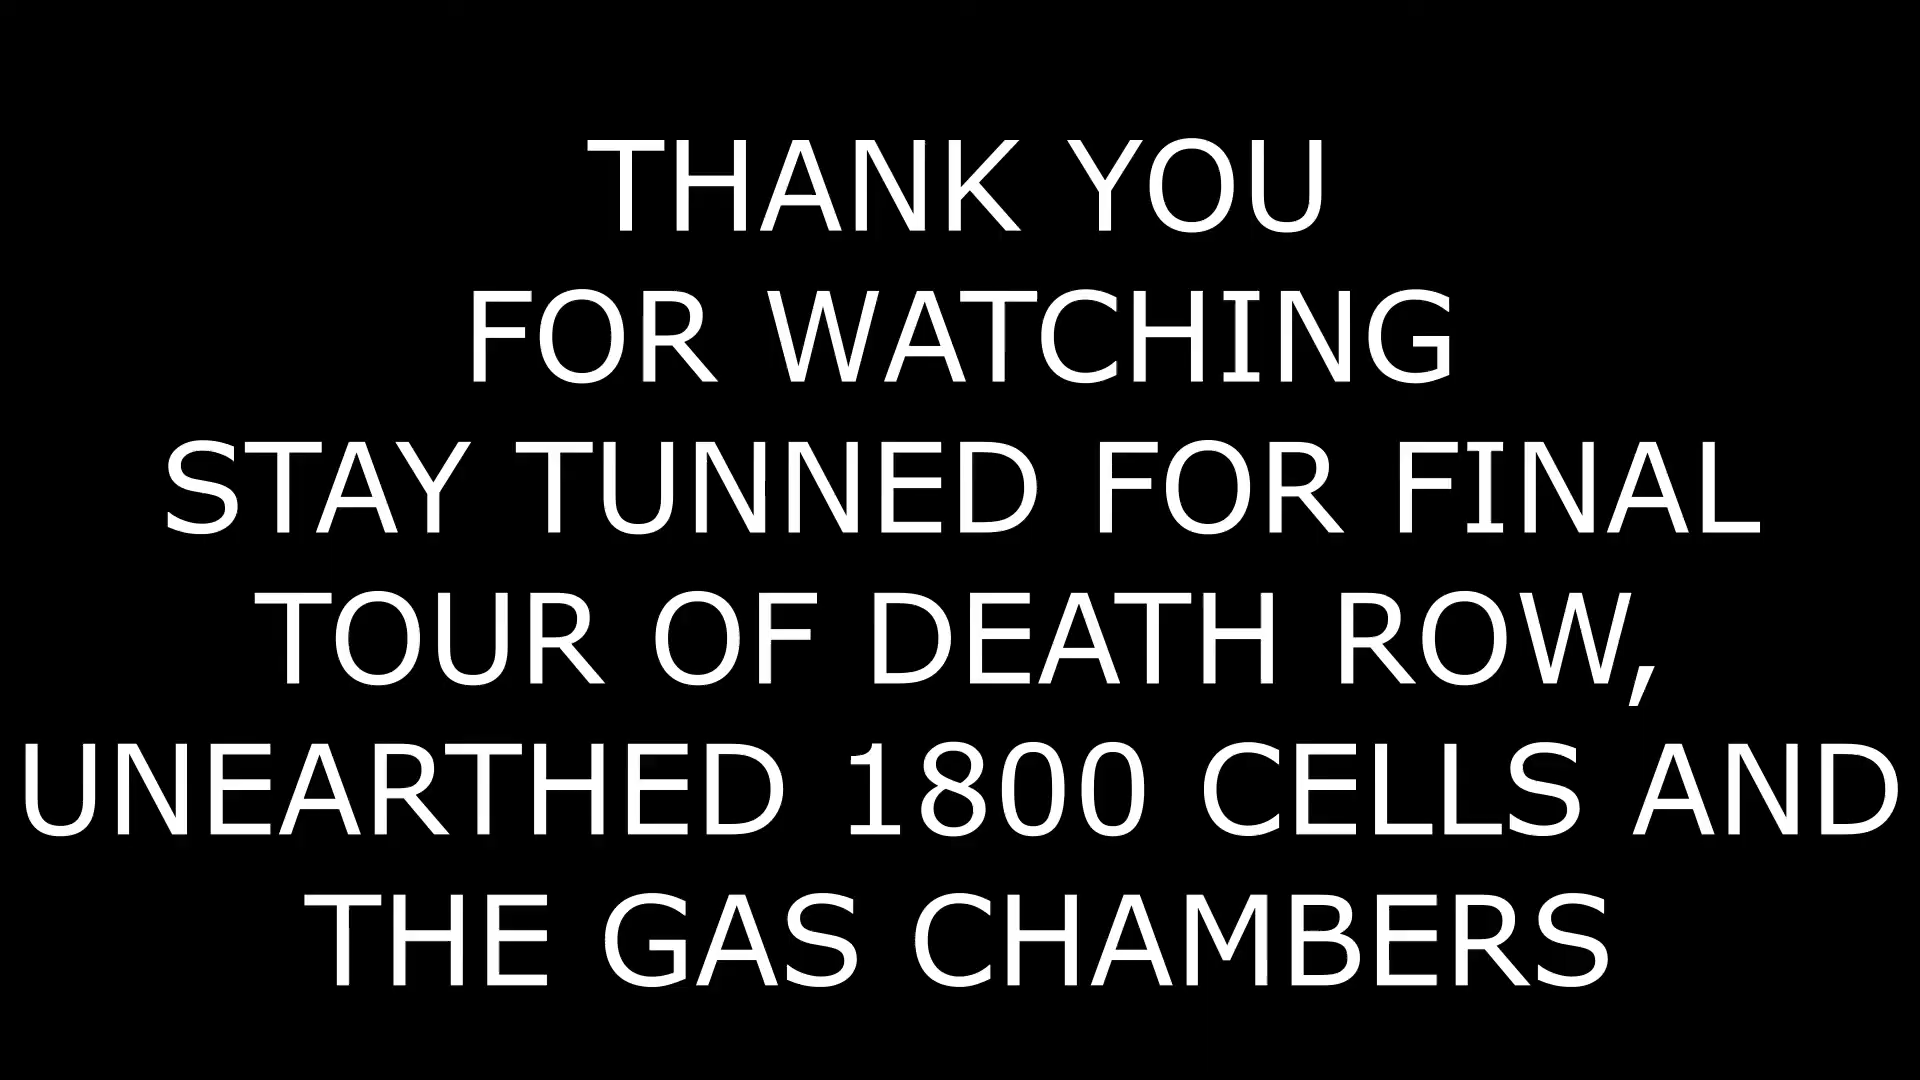 THANK YOU
FOR WATCHING
STAY TUNNED FOR FINAL
TOUR OF DEATH ROW,
UNEARTHED 1800 CELLS AND
THE GAS CHAMBERS